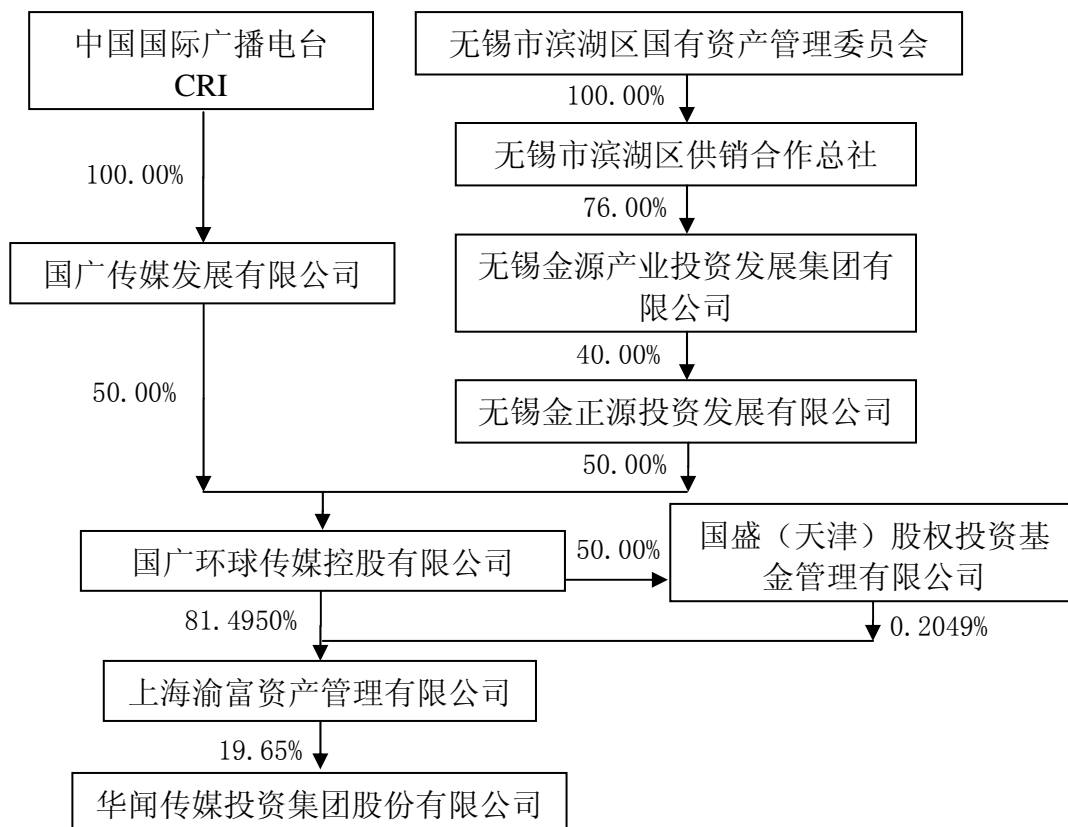 中国国际广播电台
CRI
无锡市滨湖区国有资产管理委员会
100.00%
无锡市滨湖区供销合作总社
100.00%
76.00%
国广传媒发展有限公司
无锡金源产业投资发展集团有
限公司
40.00%
50.00%
无锡金正源投资发展有限公司
50.00%
国广环球传媒控股有限公司
50.00%
国盛（天津）股权投资基
金管理有限公司
81.4950%
0.2049%
上海渝富资产管理有限公司
19.65%
华闻传媒投资集团股份有限公司